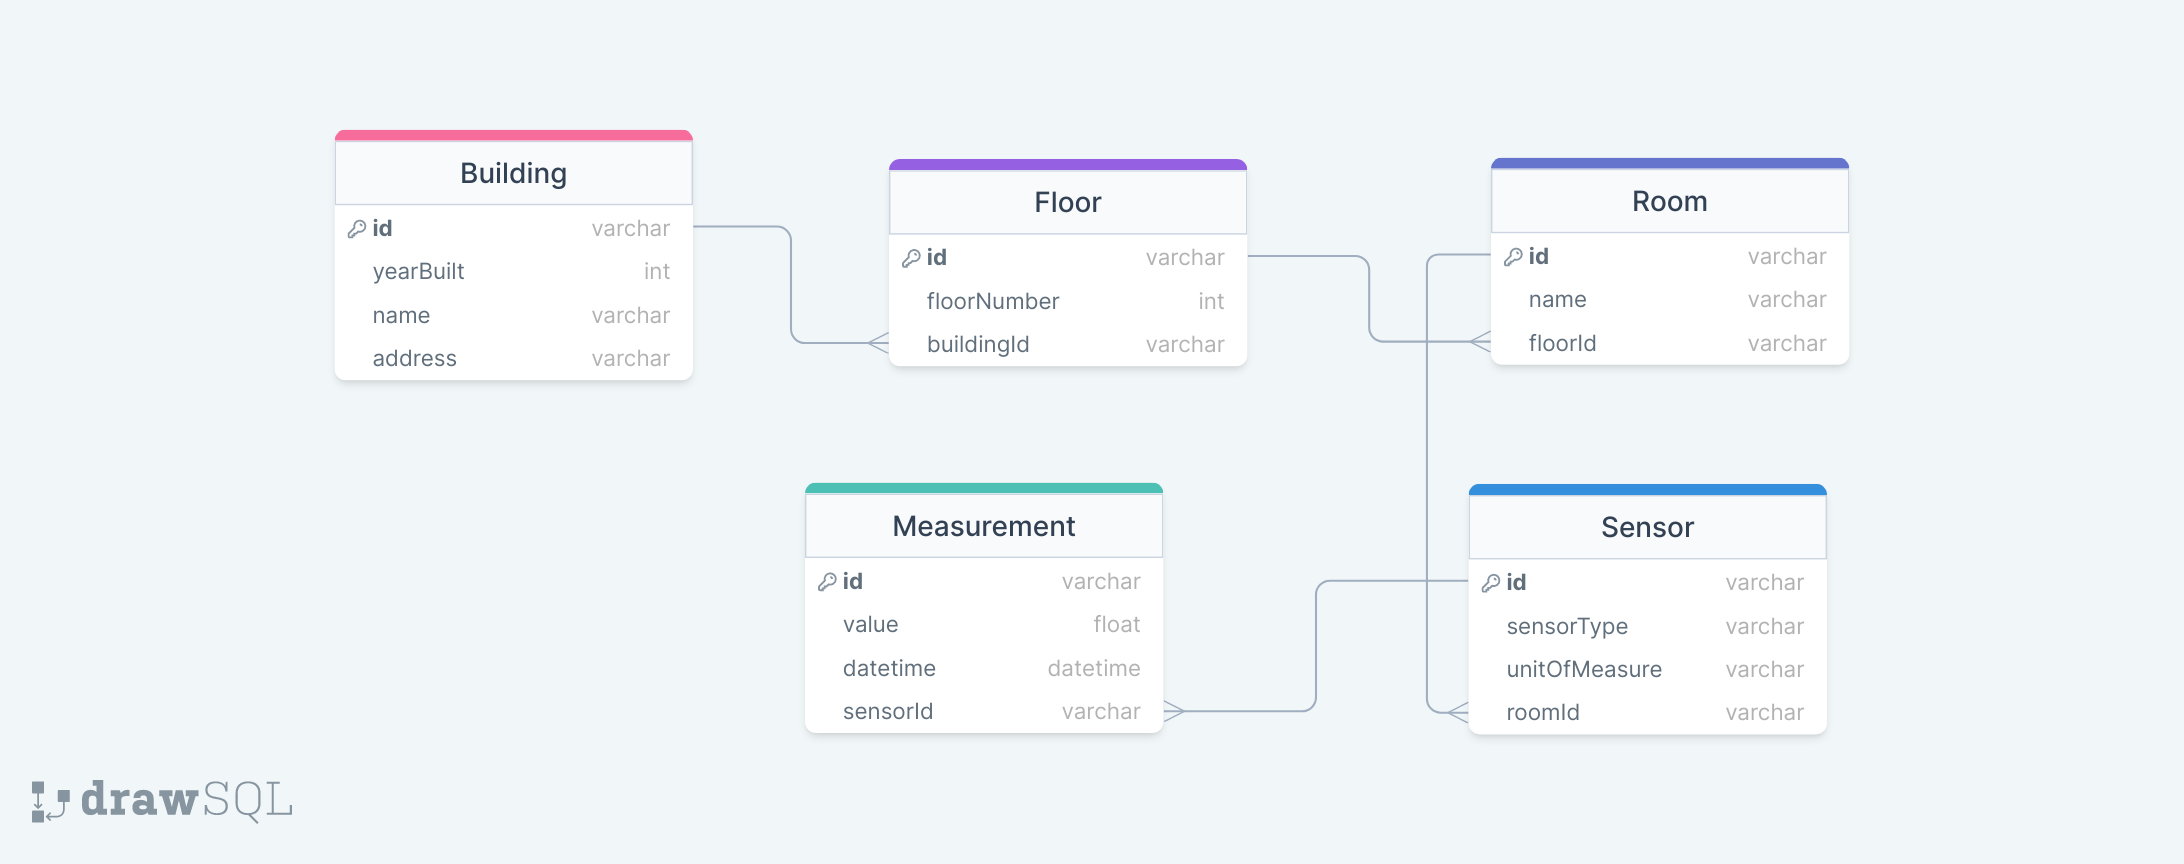 Building
id varchar
yearBuilt int
name varchar
address varchar
Floor
id varchar
floorNumber int
buildingId varchar
Room
id varchar
name varchar
floorId varchar
Measurement
id varchar
value float
datetime datetime
sensorId varchar
Sensor
id varchar
sensorType varchar
unitOfMeasure varchar
roomId varchar
drawSQL